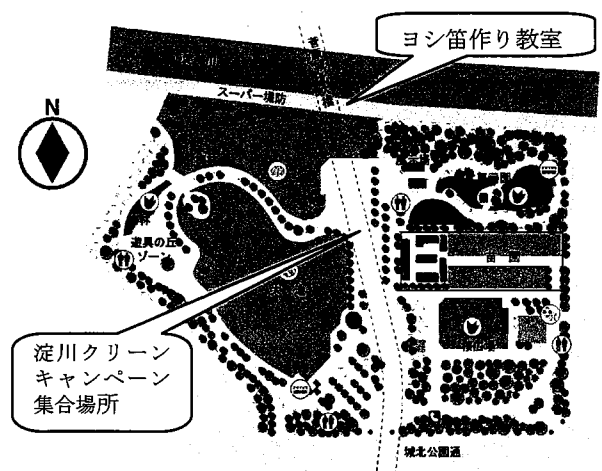 ヨシ笛作り教室
スーパー堤防
N
遊具の丘
ゾーン
苗園
淀川クリーン
キャンペーン
集合場所
城北公園通